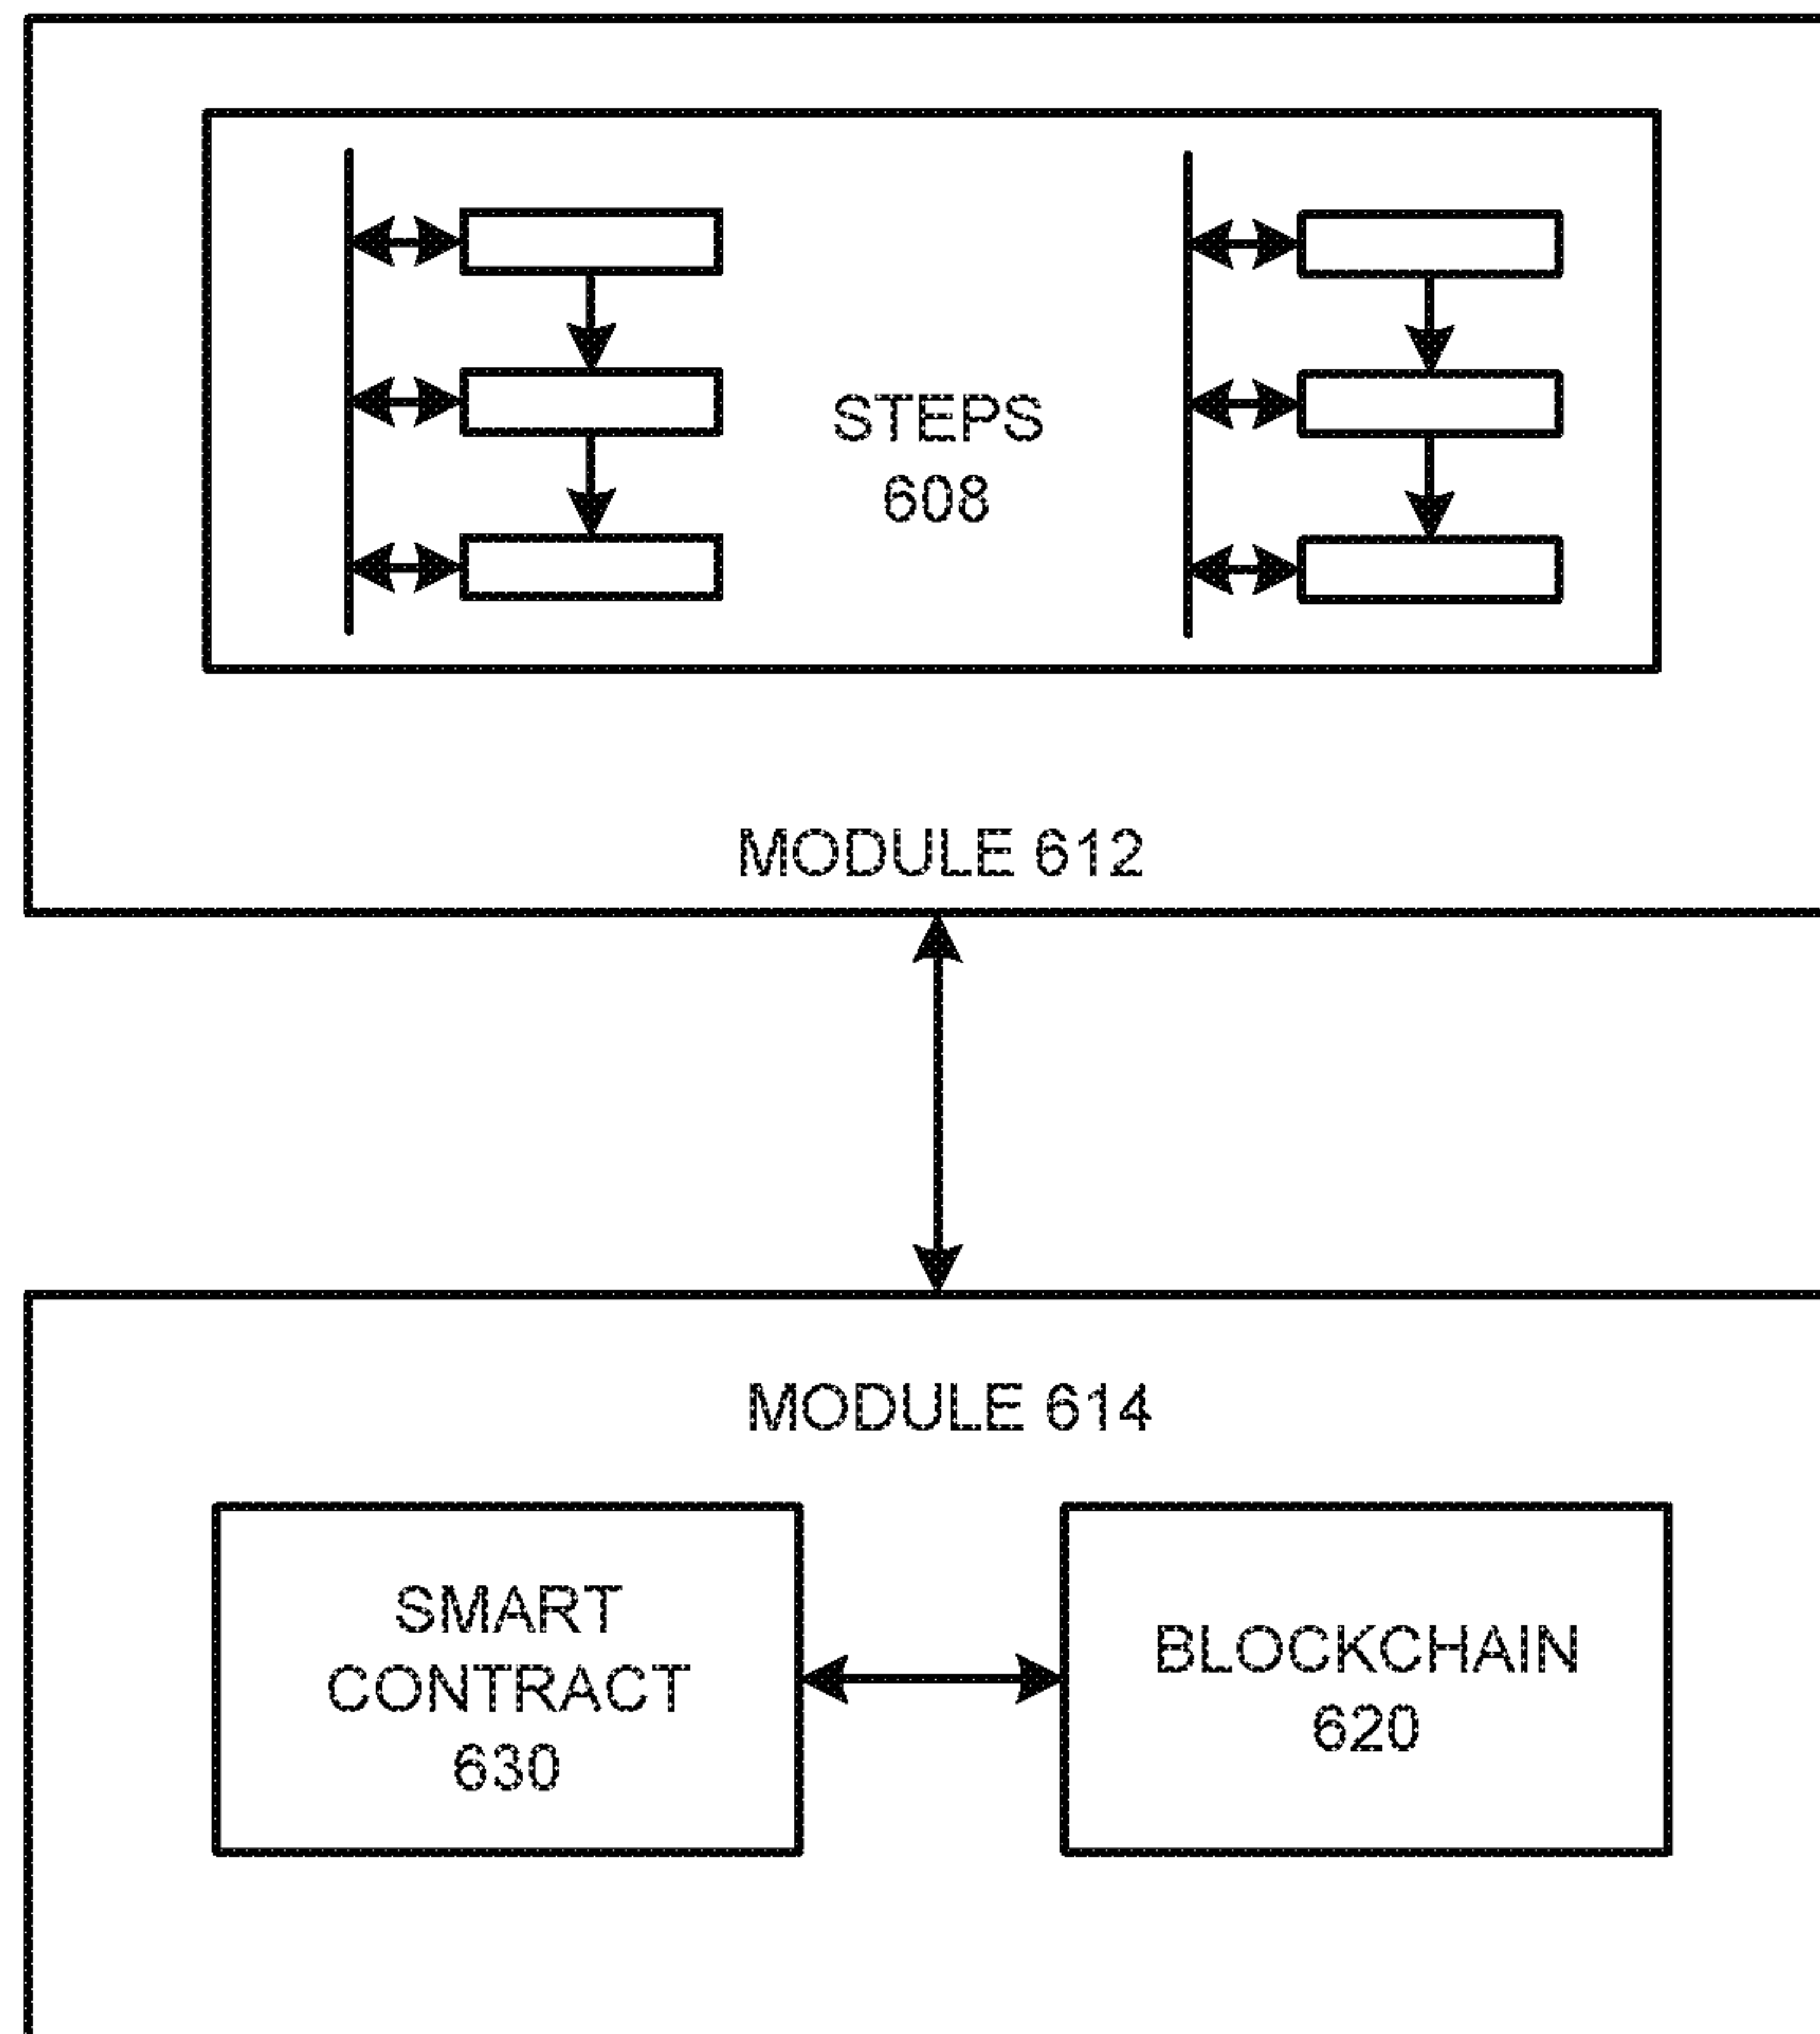 STEPS
608
MODULE 612
MODULE 614
SMART
CONTRACT
630
BLOCKCHAIN
620